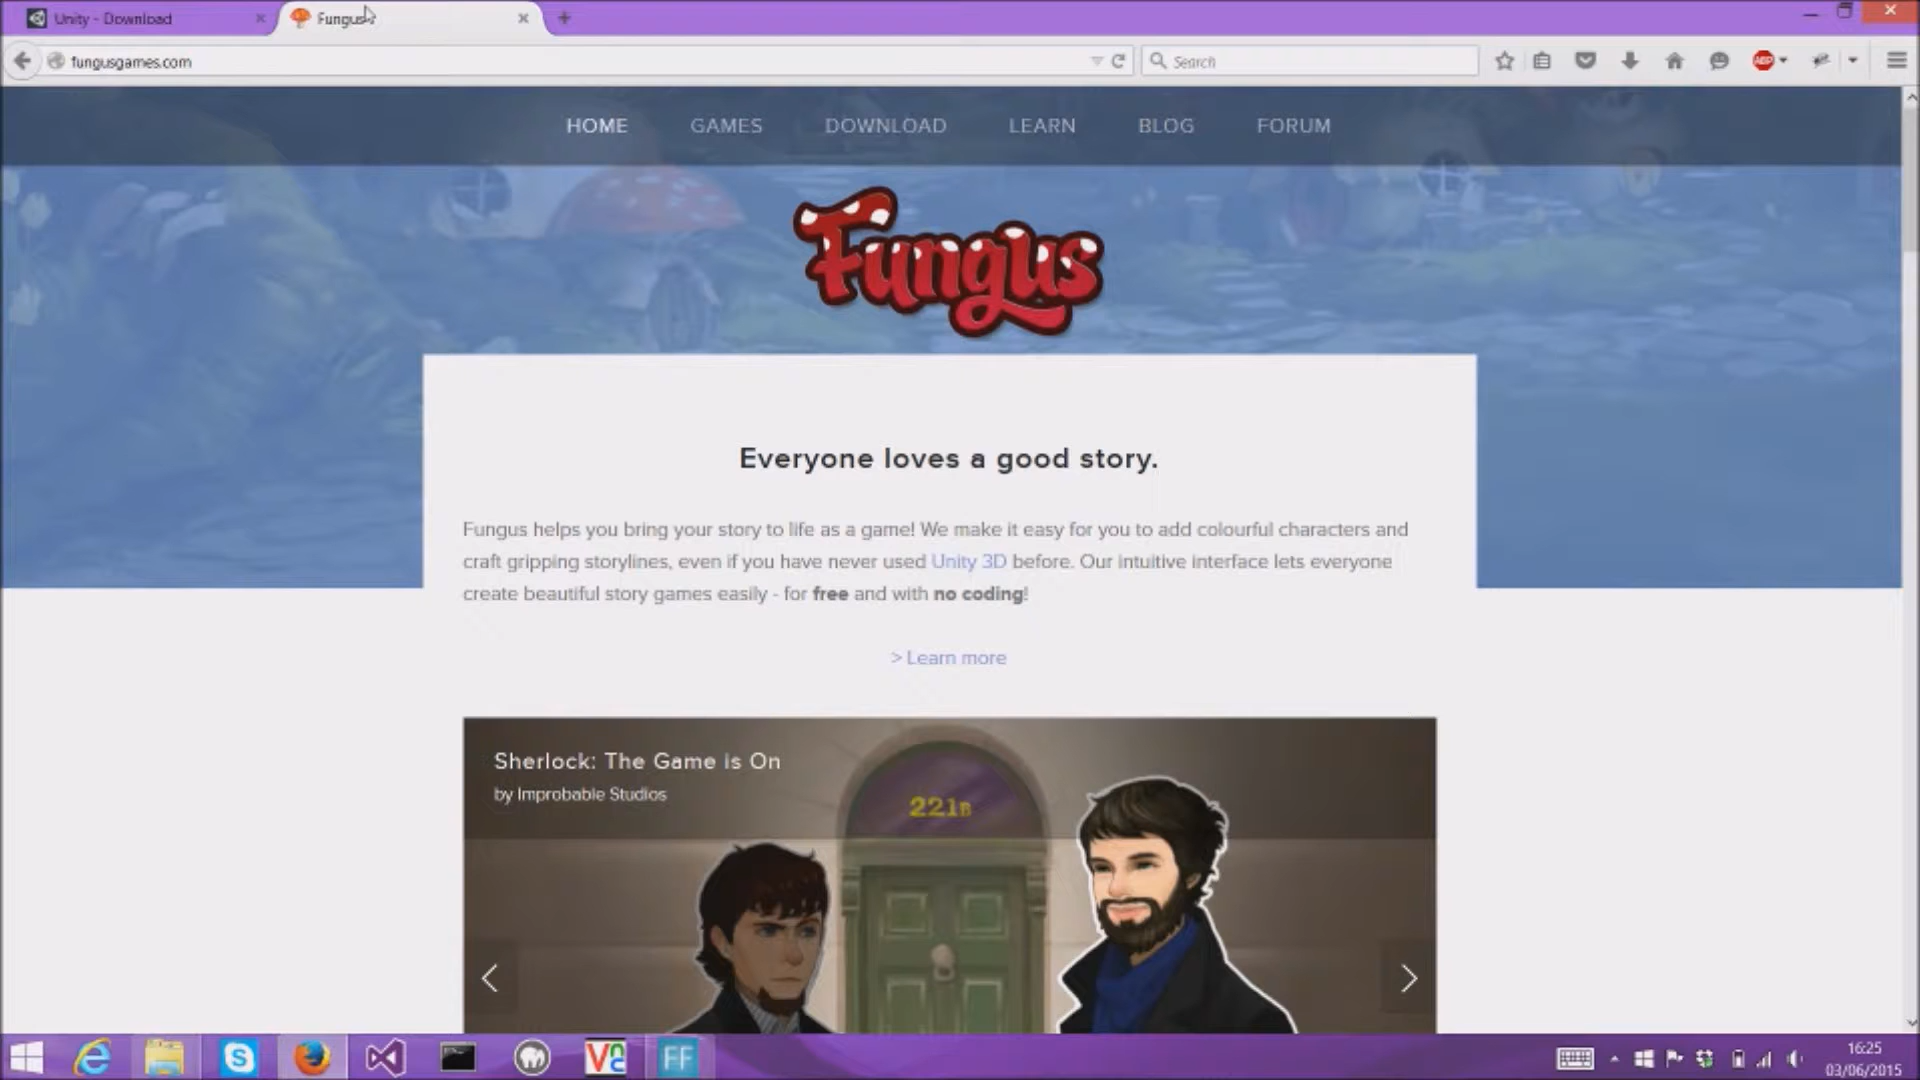 Unity - Download
Fungus
fungusgames.com
Search
ABP
HOME GAMES DOWNLOAD LEARN BLOG FORUM
Fungus
Everyone loves a good story.
Fungus helps you bring your story to life as a game! We make it easy for you to add colourful characters and
craft gripping storylines, even if you have never used Unity 3D before. Our intuitive interface lets everyone
create beautiful story games easily - for free and with no coding!
> Learn more
Sherlock: The Game is On
by Improbable Studios
221B
FF
16:25
03/06/2015